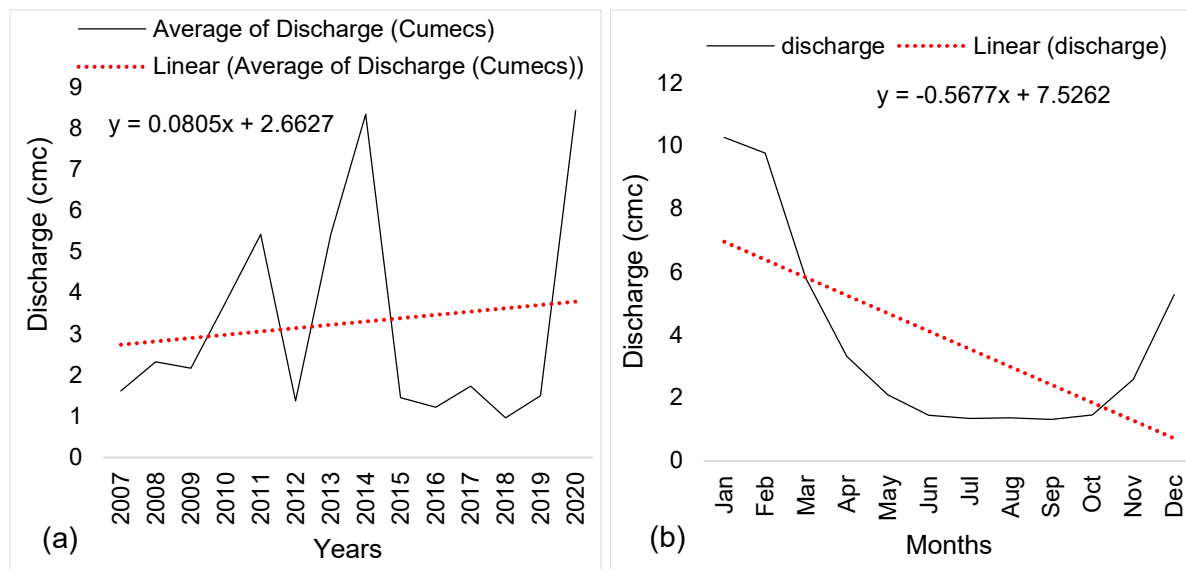 Average of Discharge (Cumecs)
Linear (Average of Discharge (Cumecs))
y = 0.0805x + 2.6627
Discharge (cmc)
9
8
7
6
5
4
3
2
1
0
2007
2008
2009
2010
2011
2012
2013
2014
2015
2016
2017
2018
2019
2020
(a)
Years
discharge
Linear (discharge)
y = -0.5677x + 7.5262
Discharge (cmc)
12
10
8
6
4
2
0
Jan
Feb
Mar
Apr
May
Jun
Jul
Aug
Sep
Oct
Nov
Dec
(b)
Months